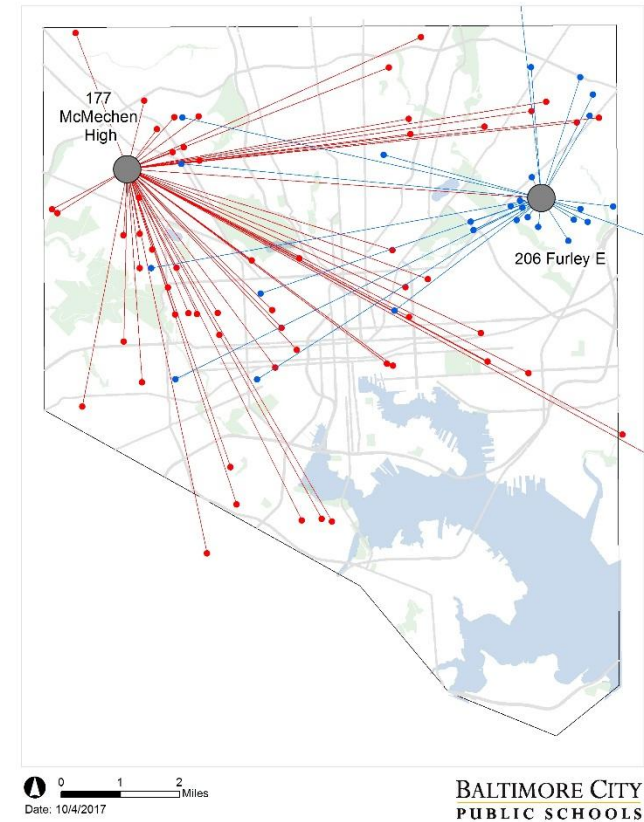 177
McMechen
High
206 Furley E
0 1 2
Miles
Date: 10/4/2017
BALTIMORE CITY
PUBLIC SCHOOLS